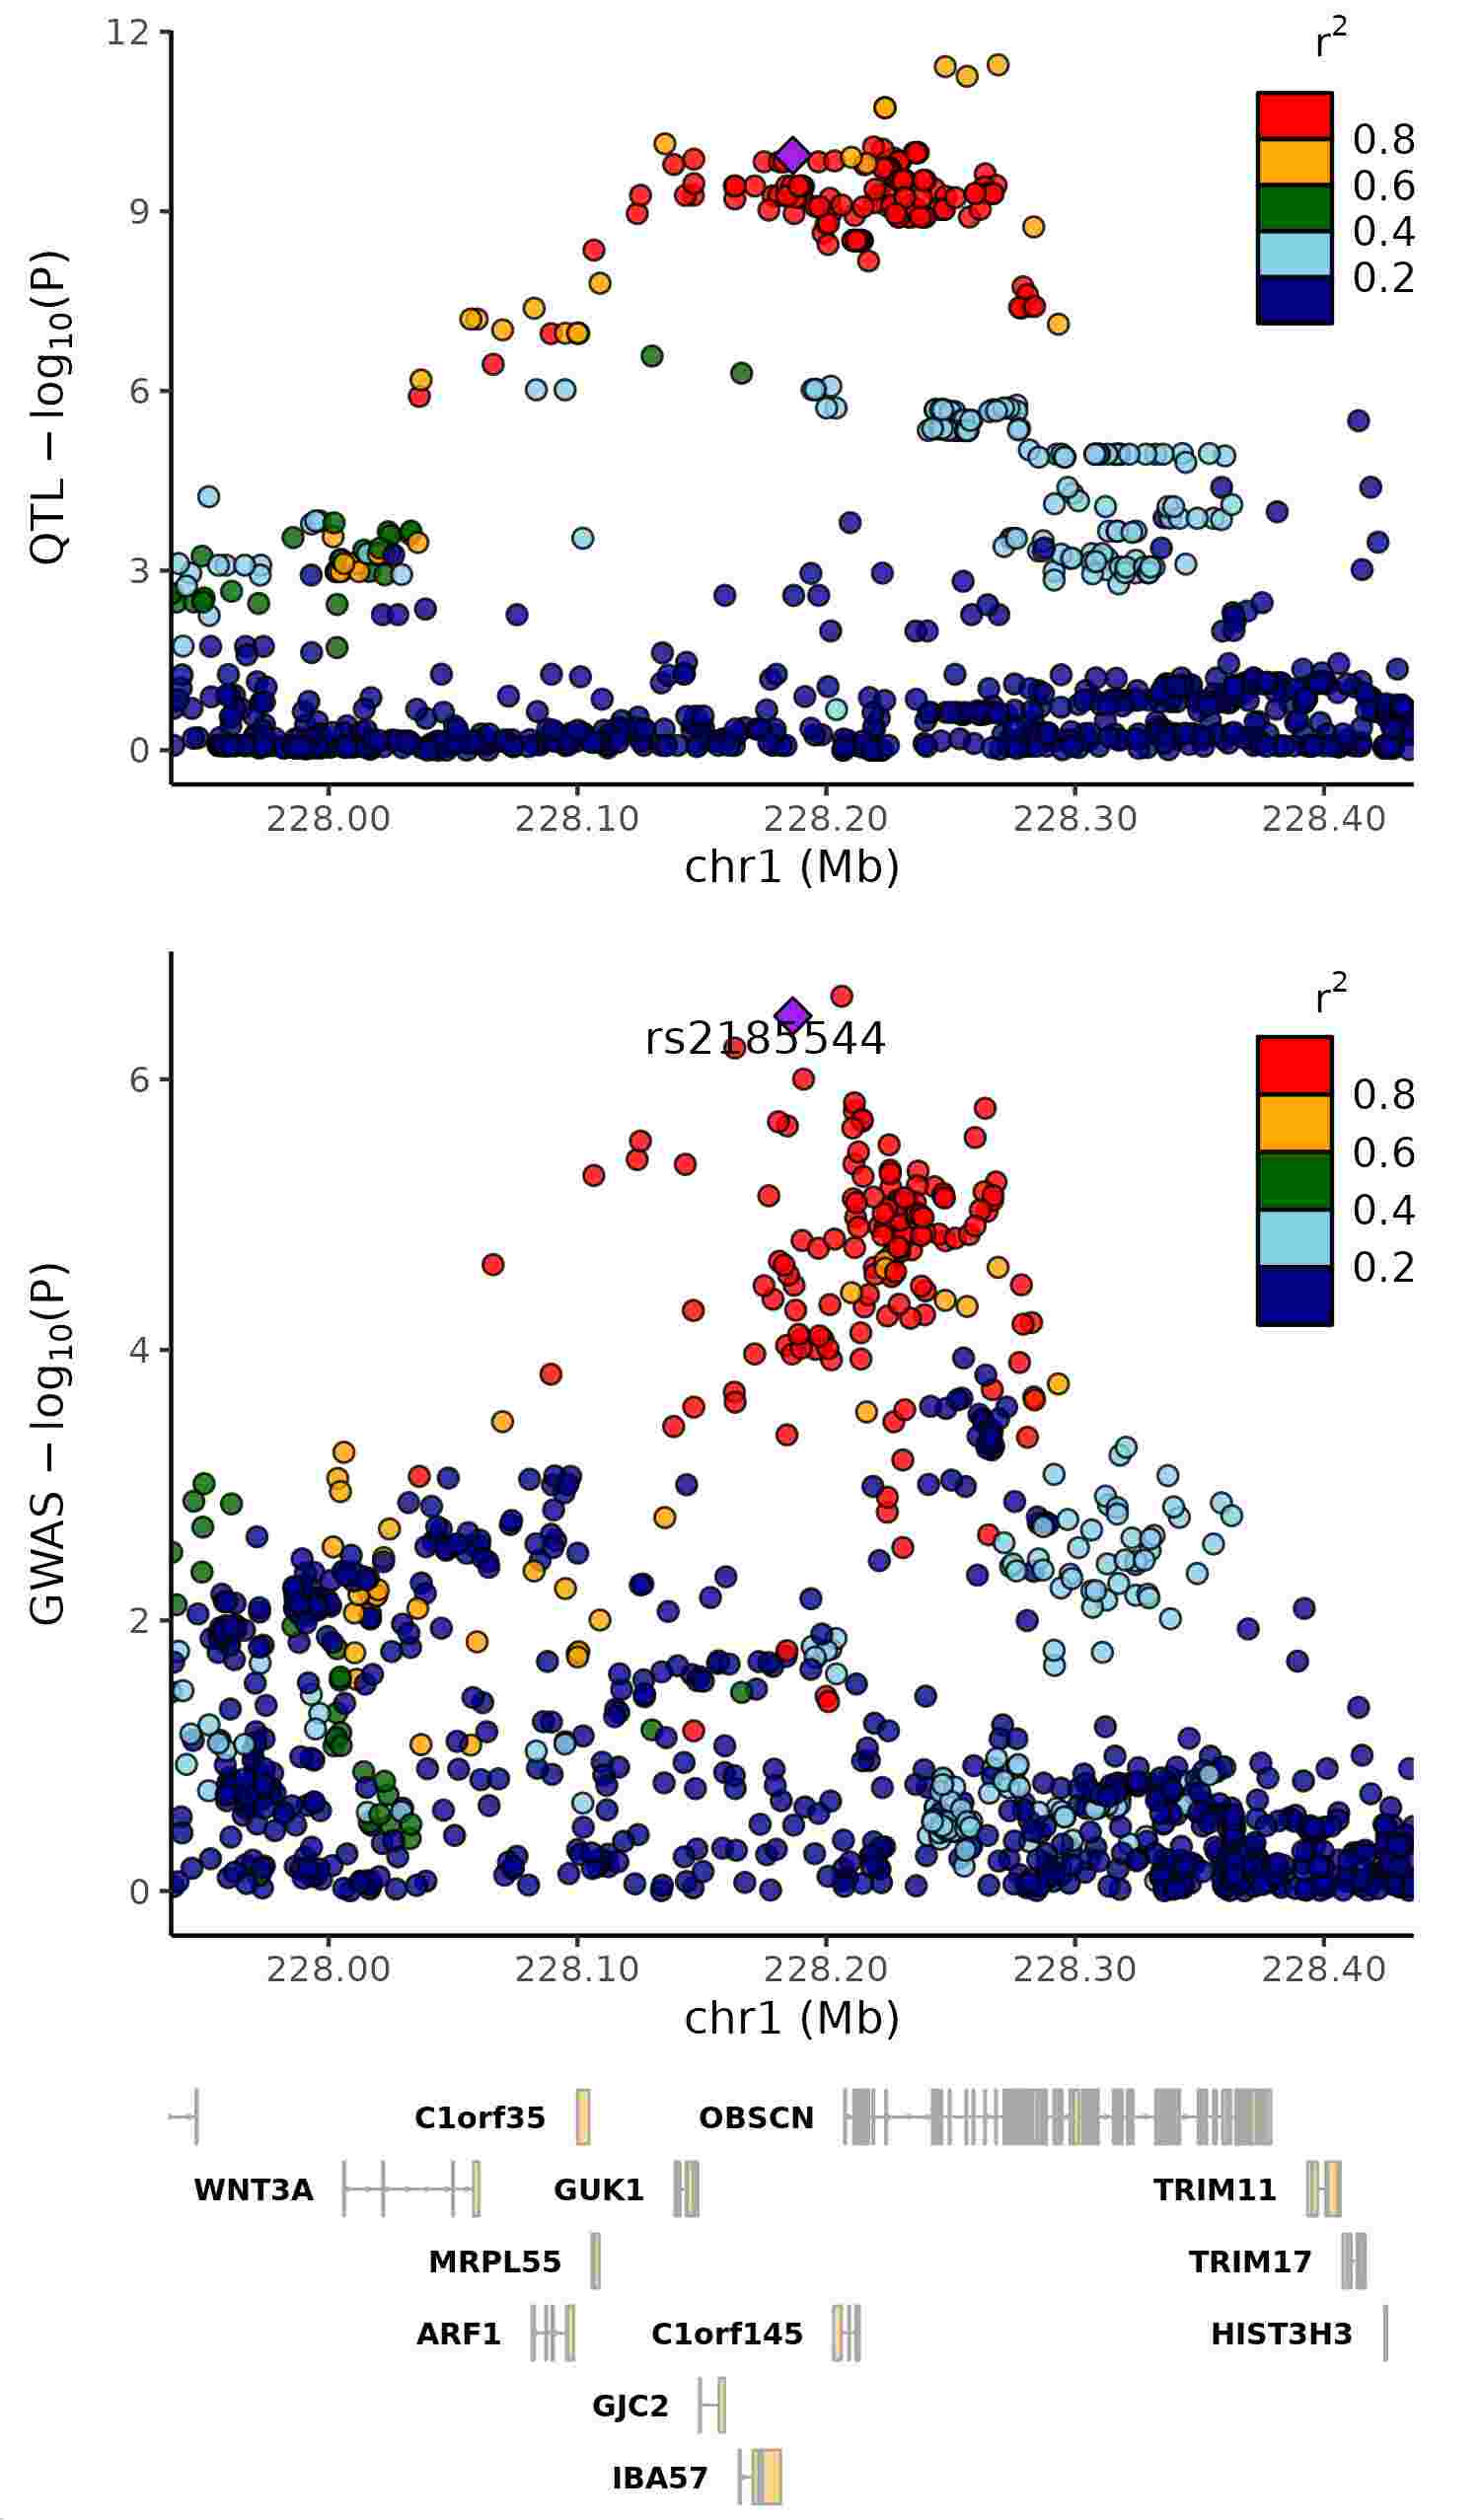 12
9
6
3
0
QTL −log10(P)
r2
0.8
0.6
0.4
0.2
228.00 228.10 228.20 228.30 228.40
chr1 (Mb)
rs2185544
6
4
2
0
GWAS −log10(P)
r2
0.8
0.6
0.4
0.2
228.00 228.10 228.20 228.30 228.40
chr1 (Mb)
C1orf35 OBSCN
WNT3A GUK1 TRIM11
MRPL55 TRIM17
ARF1 C1orf145 HIST3H3
GJC2
IBA57